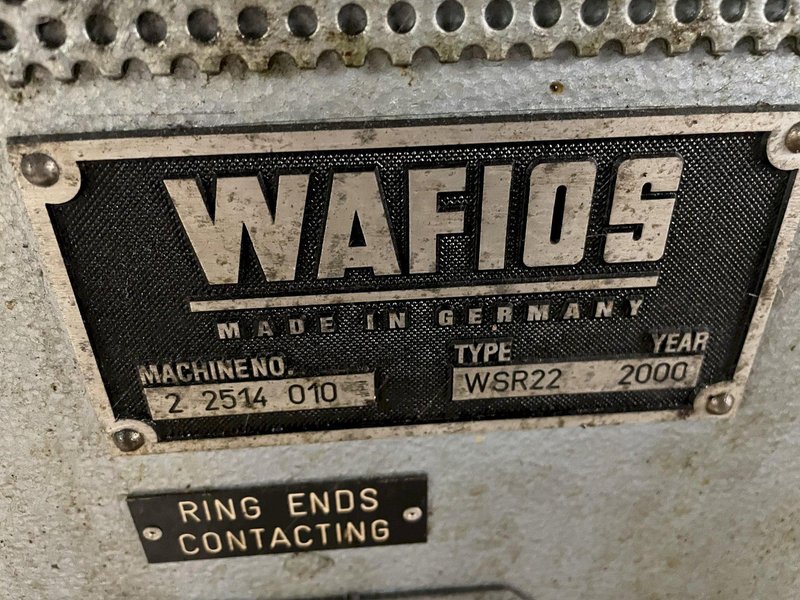 WAFIOS
MADE IN GERMANY
MACHINE NO. TYPE YEAR
2 2514 010 WSR22 2000
RING ENDS
CONTACTING